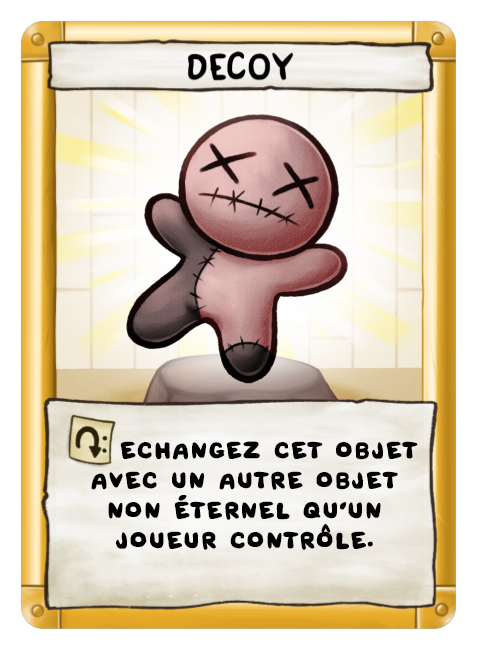 DECOY
: ECHANGEZ CET OBJET
AVEC UN AUTRE OBJET
NON ÉTERNEL QU'UN
JOUEUR CONTRÔLE.